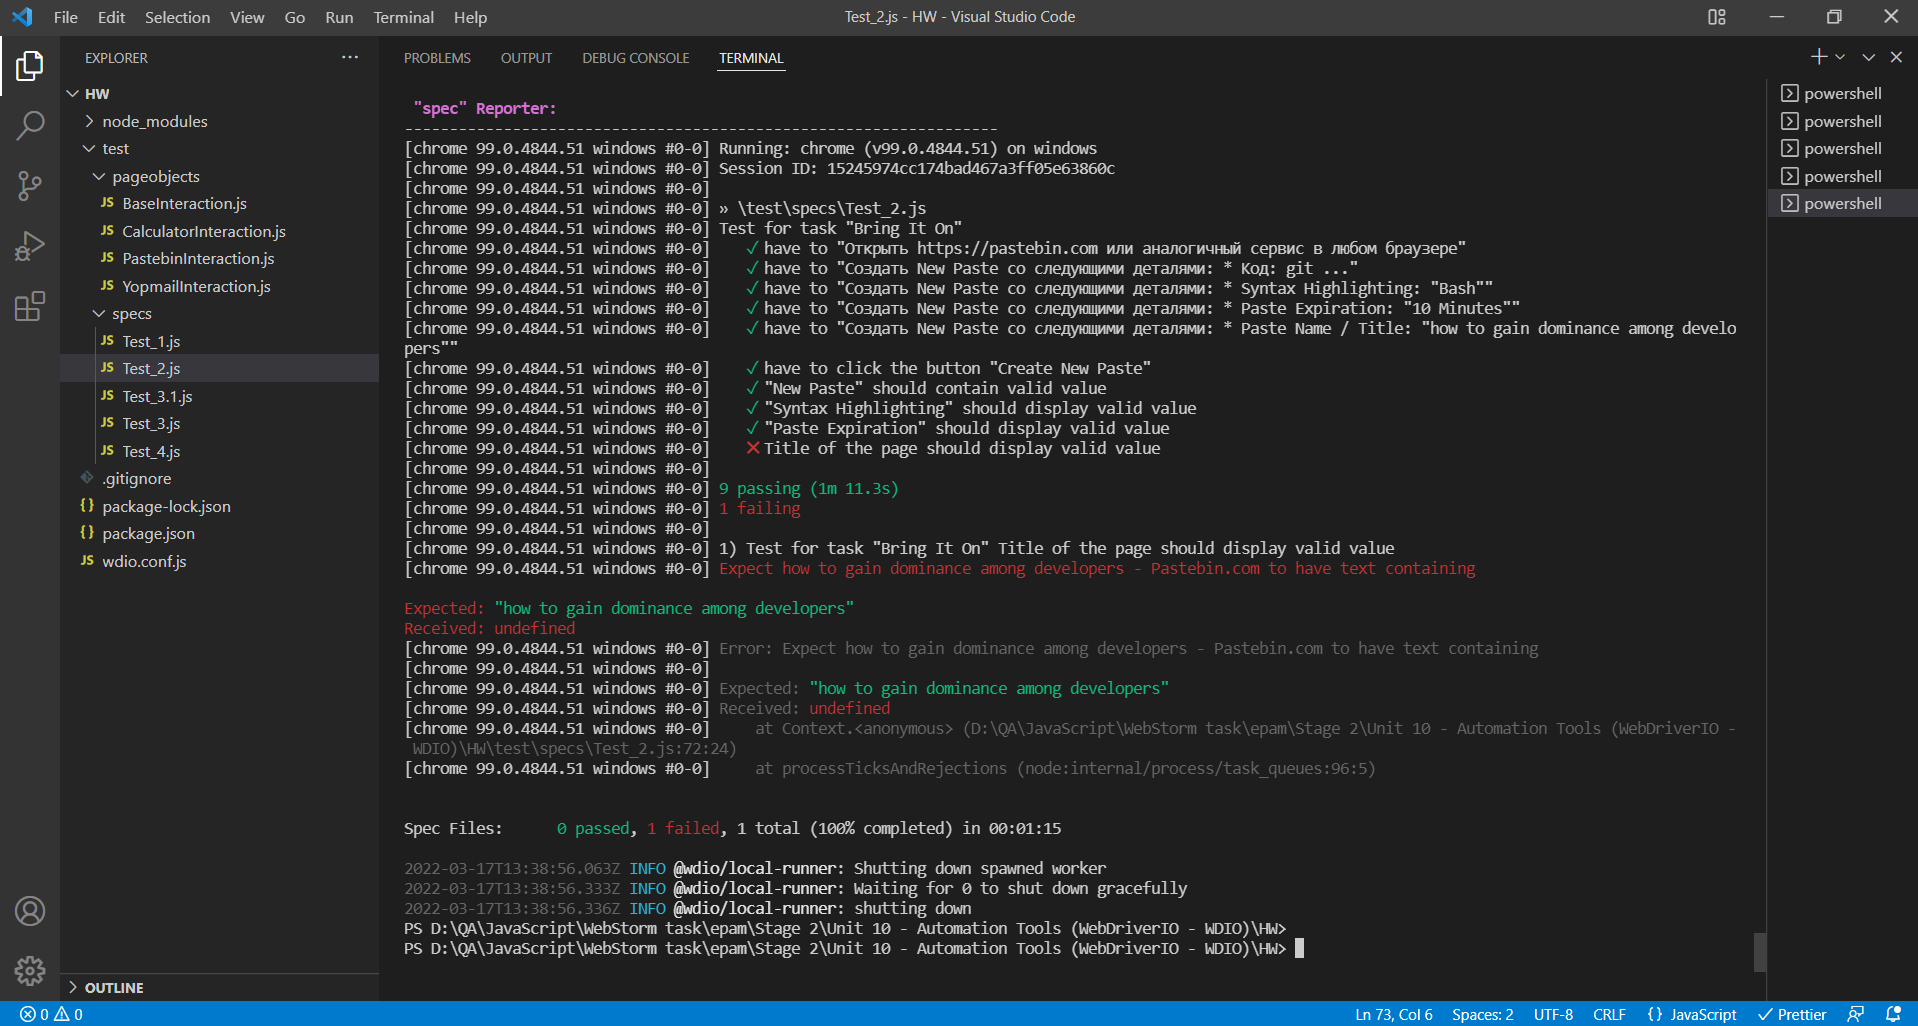 File Edit Selection View Go Run Terminal Help
Test_2.js - HW - Visual Studio Code
EXPLORER
HW
node_modules
test
pageobjects
JS BaseInteraction.js
JS CalculatorInteraction.js
JS PastebinInteraction.js
JS YopmailInteraction.js
specs
JS Test_1.js
JS Test_2.js
JS Test_3.1.js
JS Test_3.js
JS Test_4.js
.gitignore
{} package-lock.json
{} package.json
JS wdio.conf.js
OUTLINE
PROBLEMS OUTPUT DEBUG CONSOLE TERMINAL
"spec" Reporter:
------------------------------------------------------------------
[chrome 99.0.4844.51 windows #0-0] Running: chrome (v99.0.4844.51) on windows
[chrome 99.0.4844.51 windows #0-0] Session ID: 15245974cc174bad467a3ff05e63860c
[chrome 99.0.4844.51 windows #0-0]
[chrome 99.0.4844.51 windows #0-0] » \test\specs\Test_2.js
[chrome 99.0.4844.51 windows #0-0] Test for task "Bring It On"
[chrome 99.0.4844.51 windows #0-0] ✓ have to "Открыть https://pastebin.com или аналогичный сервис в любом браузере"
[chrome 99.0.4844.51 windows #0-0] ✓ have to "Создать New Paste со следующими деталями: * Код: git ..."
[chrome 99.0.4844.51 windows #0-0] ✓ have to "Создать New Paste со следующими деталями: * Syntax Highlighting: "Bash""
[chrome 99.0.4844.51 windows #0-0] ✓ have to "Создать New Paste со следующими деталями: * Paste Expiration: "10 Minutes""
[chrome 99.0.4844.51 windows #0-0] ✓ have to "Создать New Paste со следующими деталями: * Paste Name / Title: "how to gain dominance among develo
pers""
[chrome 99.0.4844.51 windows #0-0] ✓ have to click the button "Create New Paste"
[chrome 99.0.4844.51 windows #0-0] ✓ "New Paste" should contain valid value
[chrome 99.0.4844.51 windows #0-0] ✓ "Syntax Highlighting" should display valid value
[chrome 99.0.4844.51 windows #0-0] ✓ "Paste Expiration" should display valid value
[chrome 99.0.4844.51 windows #0-0] ✕ Title of the page should display valid value
[chrome 99.0.4844.51 windows #0-0]
[chrome 99.0.4844.51 windows #0-0] 9 passing (1m 11.3s)
[chrome 99.0.4844.51 windows #0-0] 1 failing
[chrome 99.0.4844.51 windows #0-0]
[chrome 99.0.4844.51 windows #0-0] 1) Test for task "Bring It On" Title of the page should display valid value
[chrome 99.0.4844.51 windows #0-0] Expect how to gain dominance among developers - Pastebin.com to have text containing
Expected: "how to gain dominance among developers"
Received: undefined
[chrome 99.0.4844.51 windows #0-0] Error: Expect how to gain dominance among developers - Pastebin.com to have text containing
[chrome 99.0.4844.51 windows #0-0]
[chrome 99.0.4844.51 windows #0-0] Expected: "how to gain dominance among developers"
[chrome 99.0.4844.51 windows #0-0] Received: undefined
[chrome 99.0.4844.51 windows #0-0] at Context.<anonymous> (D:\QA\JavaScript\WebStorm task\epam\Stage 2\Unit 10 - Automation Tools (WebDriverIO -
WDIO)\HW\test\specs\Test_2.js:72:24)
[chrome 99.0.4844.51 windows #0-0] at processTicksAndRejections (node:internal/process/task_queues:96:5)
Spec Files: 0 passed, 1 failed, 1 total (100% completed) in 00:01:15
2022-03-17T13:38:56.063Z INFO @wdio/local-runner: Shutting down spawned worker
2022-03-17T13:38:56.333Z INFO @wdio/local-runner: Waiting for 0 to shut down gracefully
2022-03-17T13:38:56.336Z INFO @wdio/local-runner: shutting down
PS D:\QA\JavaScript\WebStorm task\epam\Stage 2\Unit 10 - Automation Tools (WebDriverIO - WDIO)\HW>
PS D:\QA\JavaScript\WebStorm task\epam\Stage 2\Unit 10 - Automation Tools (WebDriverIO - WDIO)\HW>
powershell
powershell
powershell
powershell
powershell
0 0
Ln 73, Col 6 Spaces: 2 UTF-8 CRLF {} JavaScript ✓ Prettier